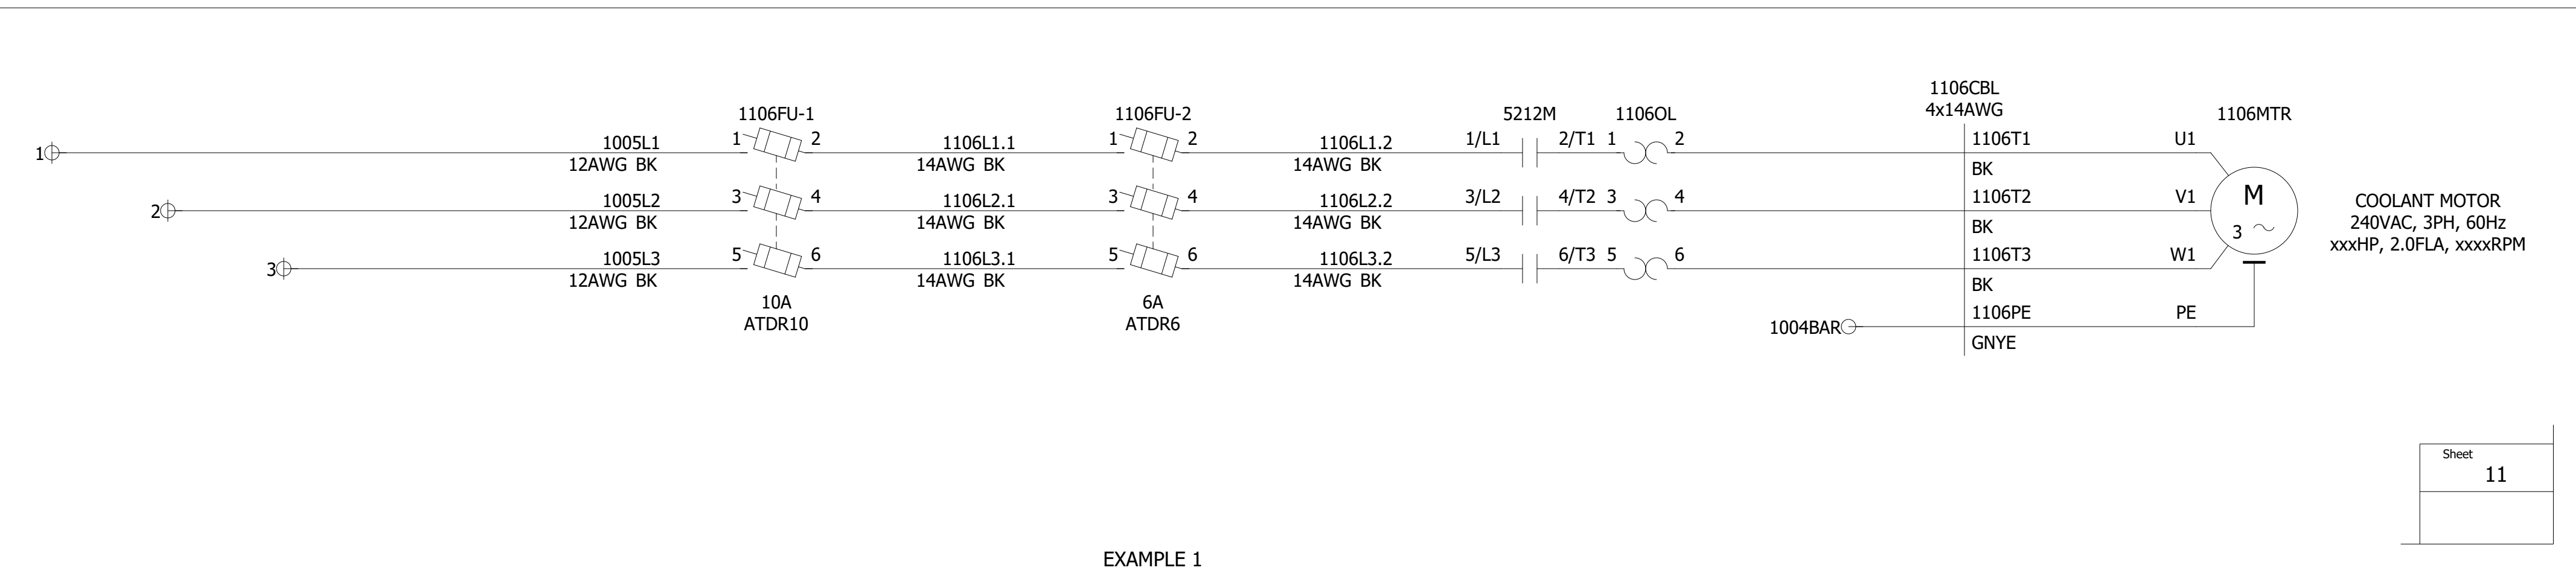 1106CBL
4x14AWG
1106FU-1
1106FU-2
5212M
1106OL
1106MTR
1
1005L1
12AWG BK
1
2
1106L1.1
14AWG BK
1
2
1106L1.2
14AWG BK
1/L1
2/T1
1
2
1106T1
BK
U1
2
1005L2
12AWG BK
3
4
1106L2.1
14AWG BK
3
4
1106L2.2
14AWG BK
3/L2
4/T2
3
4
1106T2
BK
V1
M
3
COOLANT MOTOR
240VAC, 3PH, 60Hz
xxxHP, 2.0FLA, xxxxRPM
3
1005L3
12AWG BK
5
6
1106L3.1
14AWG BK
5
6
1106L3.2
14AWG BK
5/L3
6/T3
5
6
1106T3
BK
W1
10A
ATDR10
6A
ATDR6
1004BAR
1106PE
GNYE
PE
Sheet
11
EXAMPLE 1